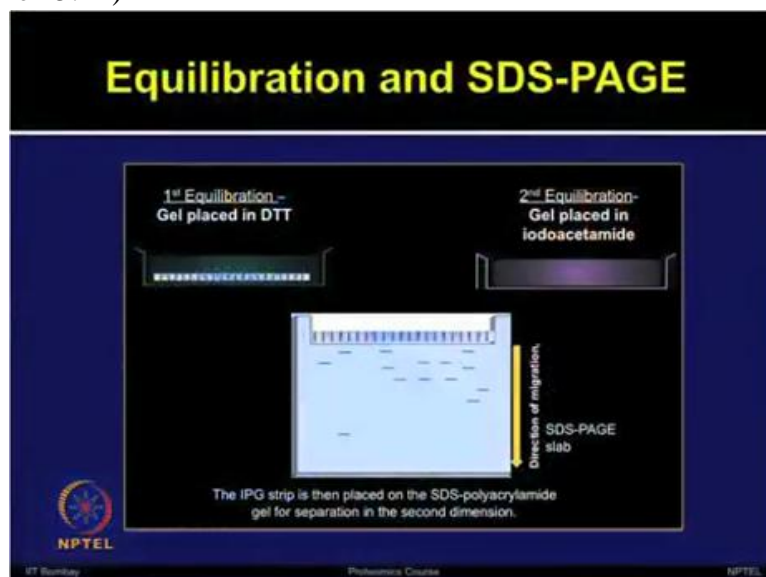 Equilibration and SDS-PAGE
1st Equilibration –
Gel placed in DTT
2nd Equilibration-
Gel placed in
iodoacetamide
Direction of migration,
SDS-PAGE
slab
The IPG strip is then placed on the SDS-polyacrylamide
gel for separation in the second dimension.
NPTEL
IIT Bombay
Proteomics Course
NPTEL